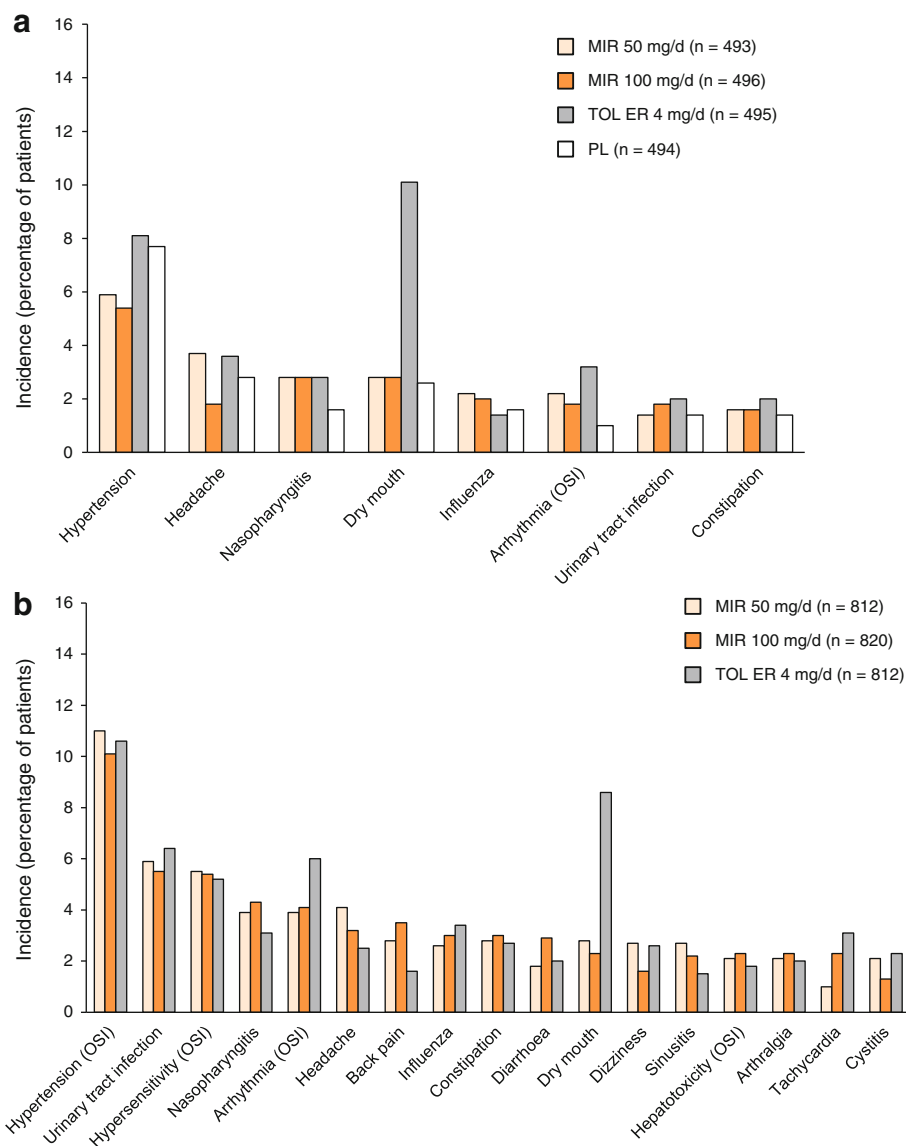 a
16
14
12
10
8
6
4
2
0
Incidence (percentage of patients)
MIR 50 mg/d (n = 493)
MIR 100 mg/d (n = 496)
TOL ER 4 mg/d (n = 495)
PL (n = 494)
Hypertension
Headache
Nasopharyngitis
Dry mouth
Influenza
Arrhythmia (OSI)
Urinary tract infection
Constipation
b
16
14
12
10
8
6
4
2
0
Incidence (percentage of patients)
MIR 50 mg/d (n = 812)
MIR 100 mg/d (n = 820)
TOL ER 4 mg/d (n = 812)
Hypertension (OSI)
Urinary tract infection
Hypersensitivity (OSI)
Nasopharyngitis
Arrhythmia (OSI)
Headache
Back pain
Influenza
Constipation
Diarrhoea
Dry mouth
Dizziness
Sinusitis
Hepatotoxicity (OSI)
Arthralgia
Tachycardia
Cystitis